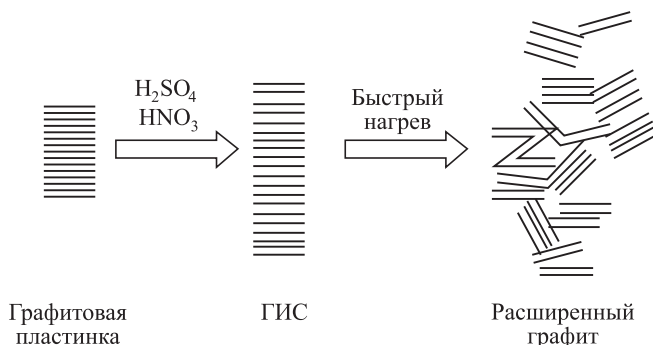 H₂SO₄
HNO₃
Быстрый
нагрев
Графитовая
пластинка
ГИС
Расширенный
графит